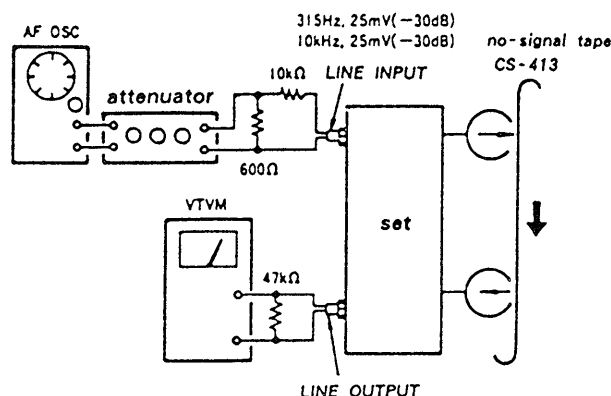 315Hz, 25mV(−30dB)
10kHz, 25mV(−30dB)
no-signal tape
CS-413
AF OSC
attenuator
10kΩ
LINE INPUT
600Ω
set
VTVM
47kΩ
LINE OUTPUT